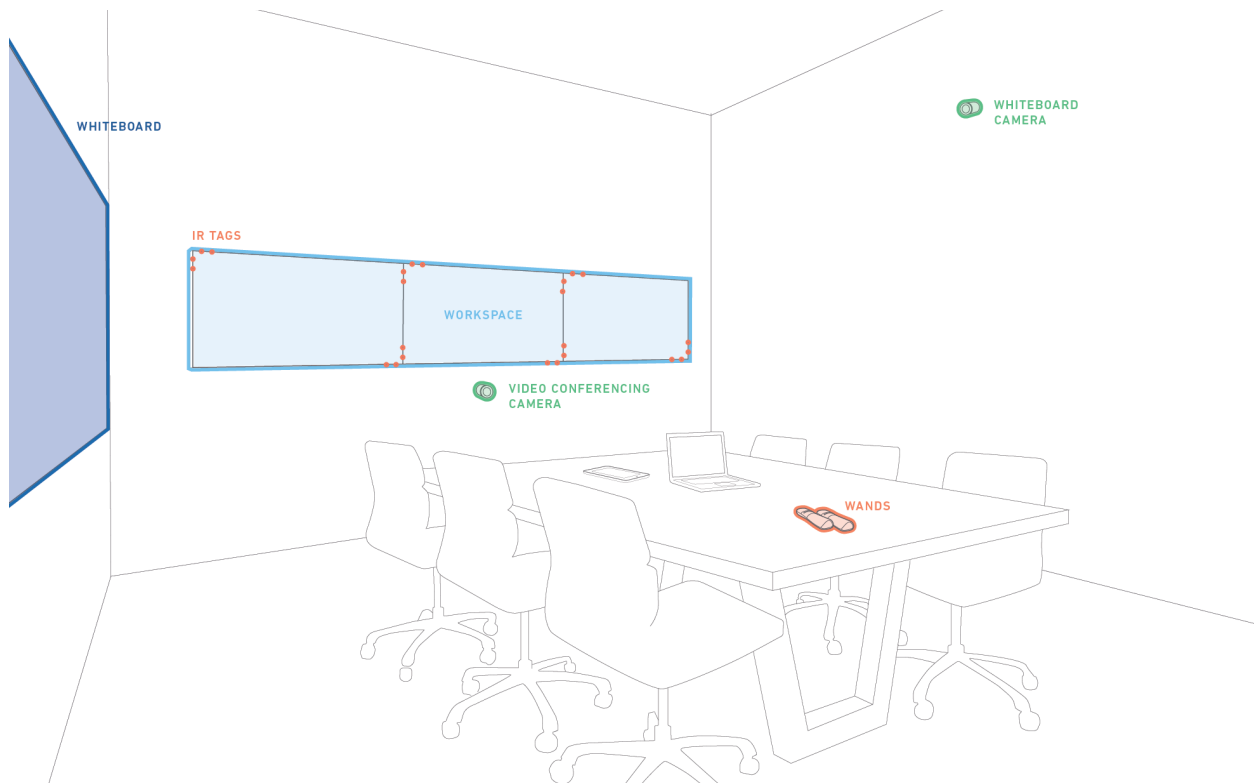 WHITEBOARD
WHITEBOARD
CAMERA
IR TAGS
WORKSPACE
VIDEO CONFERENCING
CAMERA
WANDS